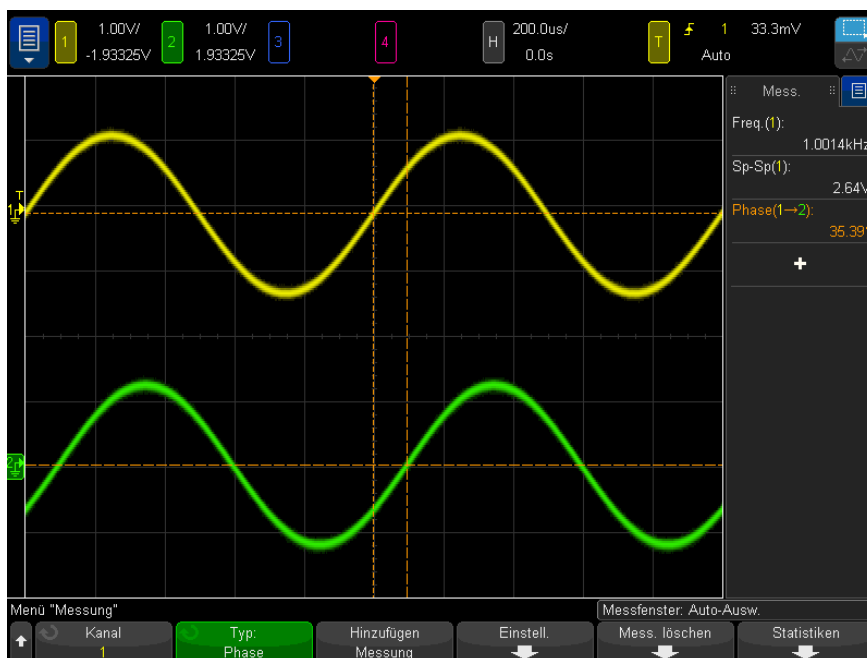 1 1.00V/ -1.93325V
2 1.00V/ 1.93325V
3
4
H 200.0us/ 0.0s
T 1 33.3mV Auto
Mess.
Freq.(1):
1.0014kHz
Sp-Sp(1):
2.64V
Phase(1→2):
35.39°
+
T
1
2
Menü "Messung"
Messfenster: Auto-Ausw.
Kanal
1
Typ:
Phase
Hinzufügen
Messung
Einstell.
Mess. löschen
Statistiken